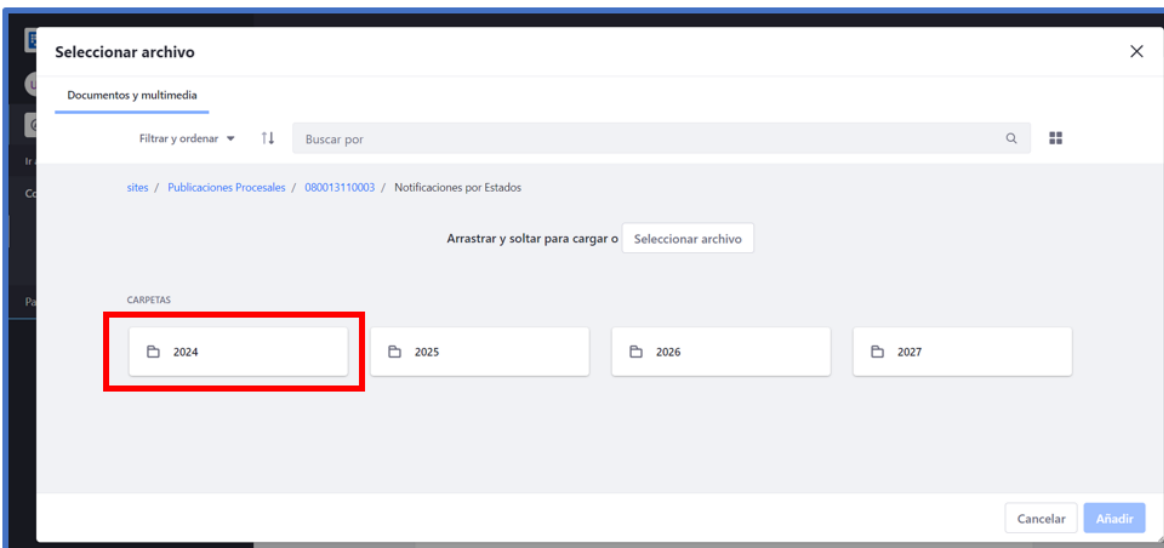 Seleccionar archivo
Documentos y multimedia
Filtrar y ordenar
Buscar por
sites / Publicaciones Procesales / 080013110003 / Notificaciones por Estados
Arrastrar y soltar para cargar o Seleccionar archivo
CARPETAS
2024 2025 2026 2027
Cancelar Añadir